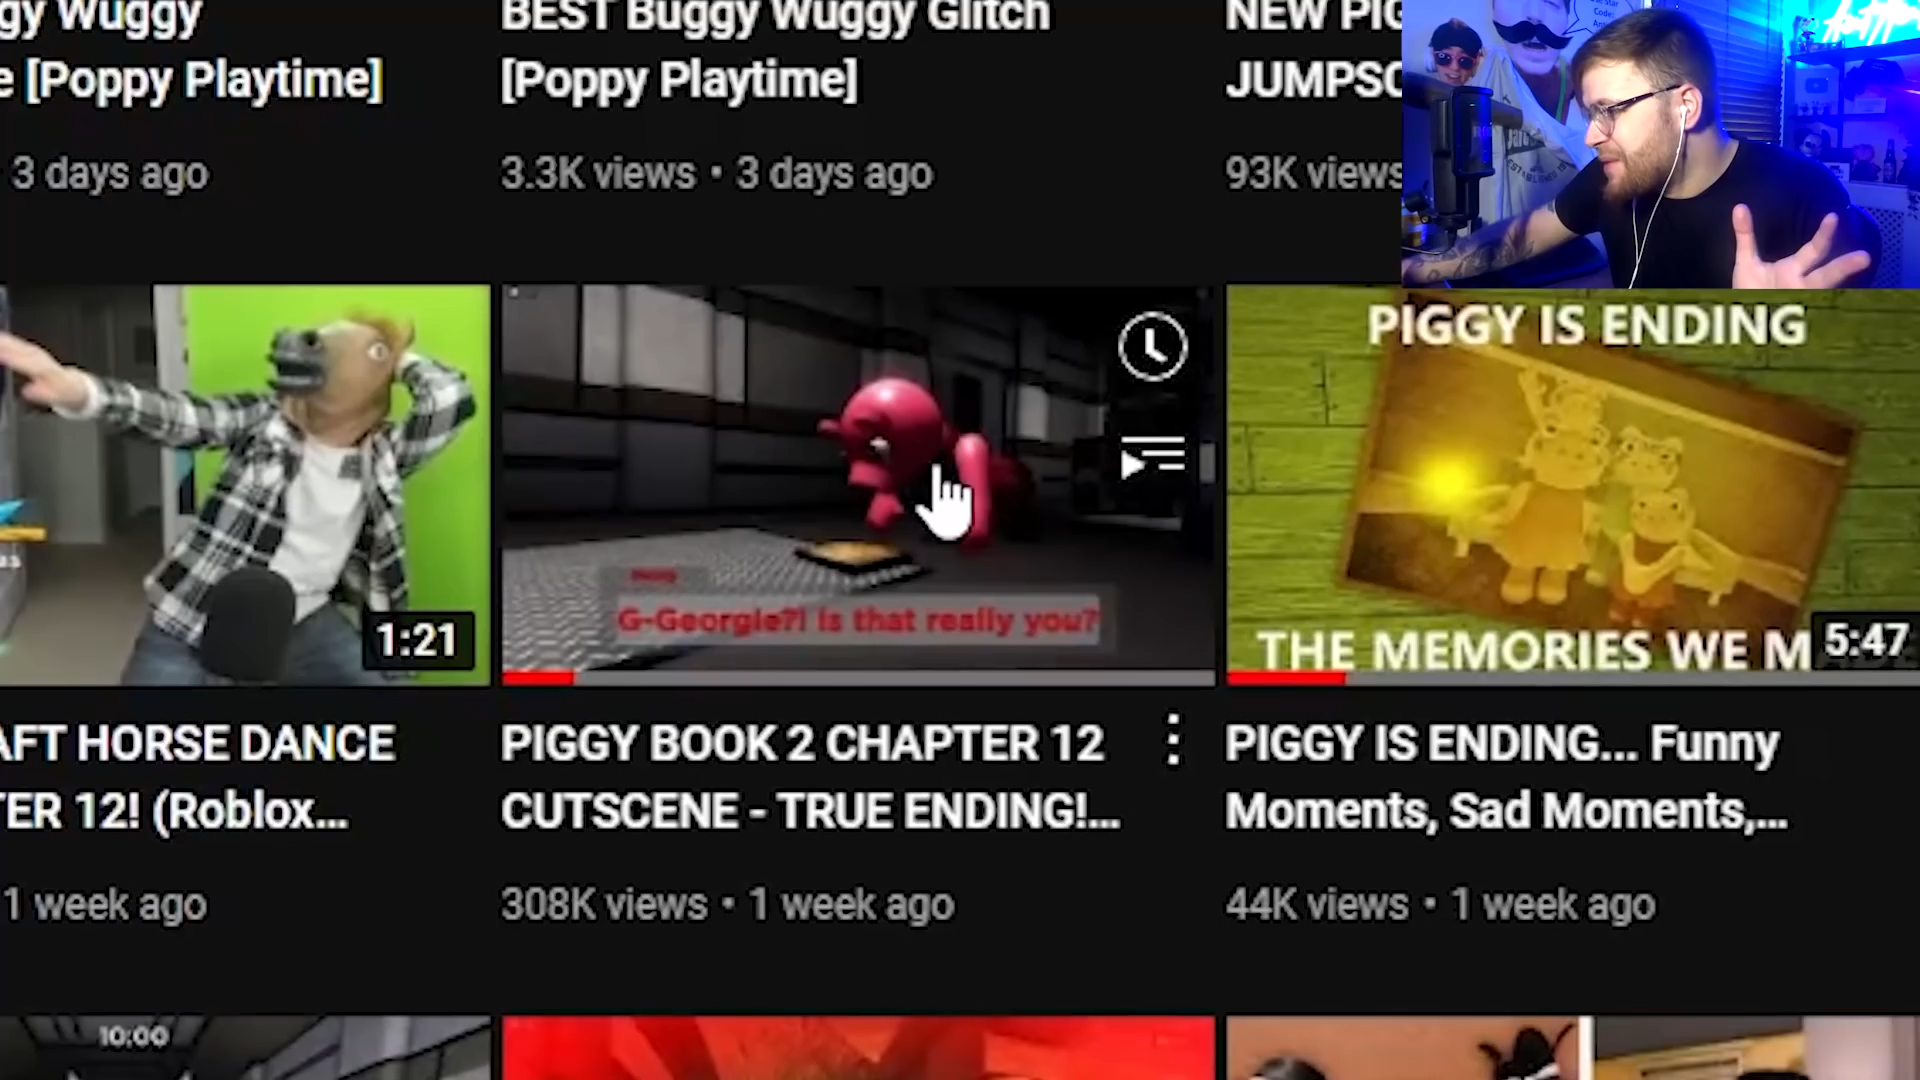 gy Wuggy
e [Poppy Playtime]
3 days ago
BEST Buggy Wuggy Glitch
[Poppy Playtime]
3.3K views • 3 days ago
NEW PIG
JUMPSC
93K views
1:21
G-Georgie?! Is that really you?
PIGGY IS ENDING
THE MEMORIES WE M
5:47
AFT HORSE DANCE
TER 12! (Roblox...
1 week ago
PIGGY BOOK 2 CHAPTER 12
CUTSCENE - TRUE ENDING!...
308K views • 1 week ago
PIGGY IS ENDING... Funny
Moments, Sad Moments,...
44K views • 1 week ago
10:00